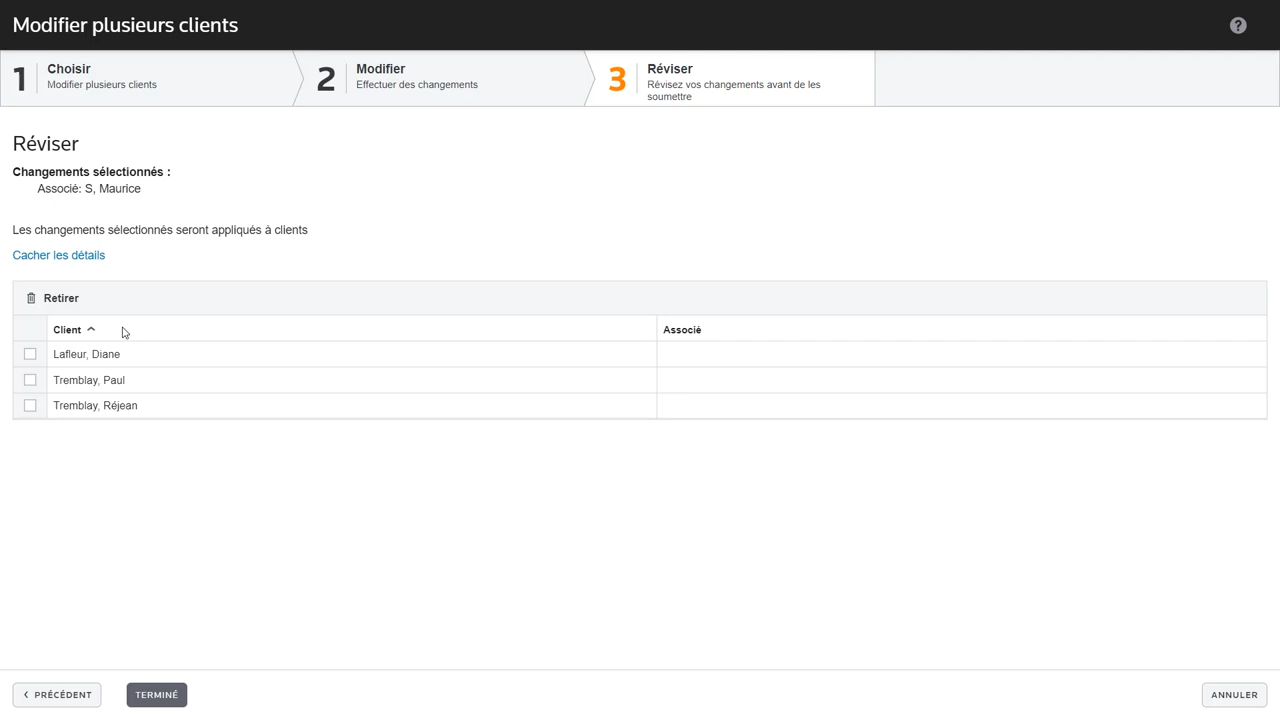 Modifier plusieurs clients
?
1
Choisir
Modifier plusieurs clients
2
Modifier
Effectuer des changements
3
Réviser
Révisez vos changements avant de les
soumettre
Réviser
Changements sélectionnés :
Associé: S, Maurice
Les changements sélectionnés seront appliqués à clients
Cacher les détails
Retirer
Client
Associé
Lafleur, Diane
Tremblay, Paul
Tremblay, Réjean
PRÉCÉDENT
TERMINÉ
ANNULER